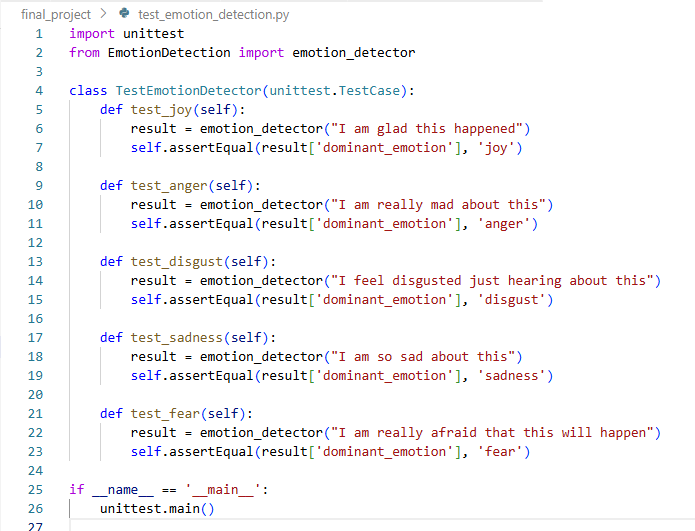 final_project > test_emotion_detection.py
1 import unittest
2 from EmotionDetection import emotion_detector
3
4 class TestEmotionDetector(unittest.TestCase):
5     def test_joy(self):
6         result = emotion_detector("I am glad this happened")
7         self.assertEqual(result['dominant_emotion'], 'joy')
8
9     def test_anger(self):
10         result = emotion_detector("I am really mad about this")
11         self.assertEqual(result['dominant_emotion'], 'anger')
12
13     def test_disgust(self):
14         result = emotion_detector("I feel disgusted just hearing about this")
15         self.assertEqual(result['dominant_emotion'], 'disgust')
16
17     def test_sadness(self):
18         result = emotion_detector("I am so sad about this")
19         self.assertEqual(result['dominant_emotion'], 'sadness')
20
21     def test_fear(self):
22         result = emotion_detector("I am really afraid that this will happen")
23         self.assertEqual(result['dominant_emotion'], 'fear')
24
25 if __name__ == '__main__':
26     unittest.main()
27